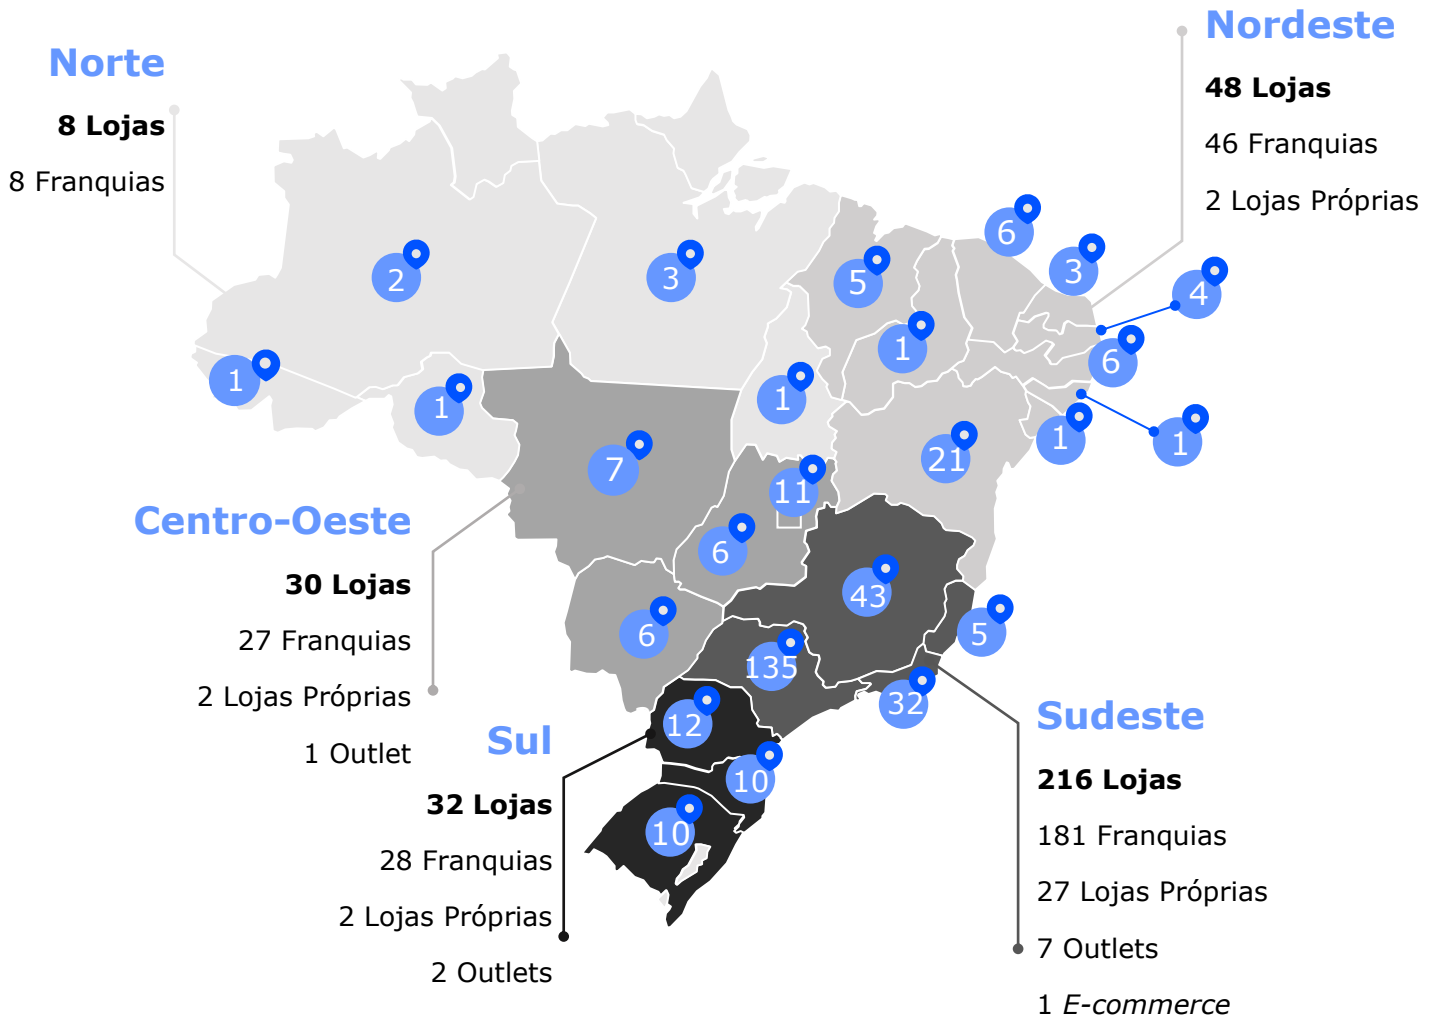 Norte
8 Lojas
8 Franquias
Nordeste
48 Lojas
46 Franquias
2 Lojas Próprias
6
3
4
2
3
5
1
6
1
1
1
1
1
21
7
11
6
43
6
5
135
32
12
10
10
Centro-Oeste
30 Lojas
27 Franquias
2 Lojas Próprias
1 Outlet
Sul
32 Lojas
28 Franquias
2 Lojas Próprias
2 Outlets
Sudeste
216 Lojas
181 Franquias
27 Lojas Próprias
7 Outlets
1 E-commerce